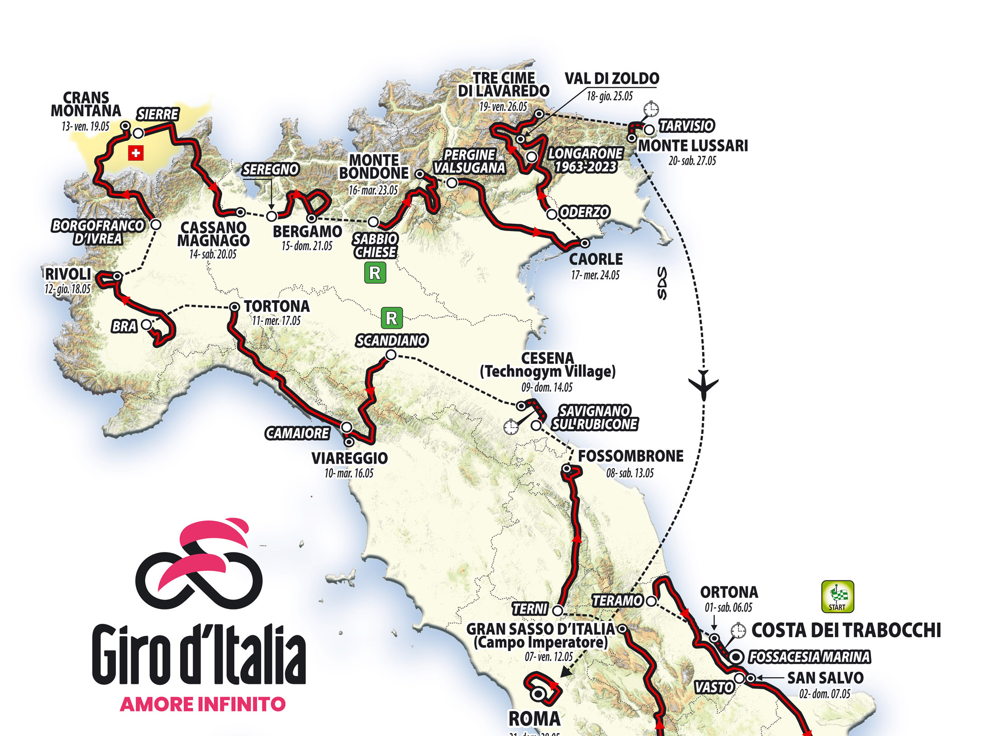 TRE CIME
DI LAVAREDO
19- ven. 26.05
VAL DI ZOLDO
18- gio. 25.05
CRANS
MONTANA
13- ven. 19.05
SIERRE
TARVISIO
MONTE LUSSARI
20- sab. 27.05
LONGARONE
1963-2023
PERGINE
VALSUGANA
MONTE
BONDONE
16- mar. 23.05
SEREGNO
ODERZO
BORGOFRANCO
D'IVREA
CASSANO
MAGNAGO
14- sab. 20.05
BERGAMO
15- dom. 21.05
SABBIO
CHIESE
R
CAORLE
17- mer. 24.05
SDS
RIVOLI
12- gio. 18.05
TORTONA
11- mer. 17.05
BRA
R
SCANDIANO
CESENA
(Technogym Village)
09- dom. 14.05
SAVIGNANO
SUL RUBICONE
CAMAIORE
VIAREGGIO
10- mar. 16.05
FOSSOMBRONE
08- sab. 13.05
Giro d'Italia
AMORE INFINITO
TERNI
TERAMO
ORTONA
01- sab. 06.05
START
GRAN SASSO D'ITALIA
(Campo Imperatore)
07- ven. 12.05
COSTA DEI TRABOCCHI
FOSSACESIA MARINA
VASTO
SAN SALVO
02- dom. 07.05
ROMA
21- dom. 28.05